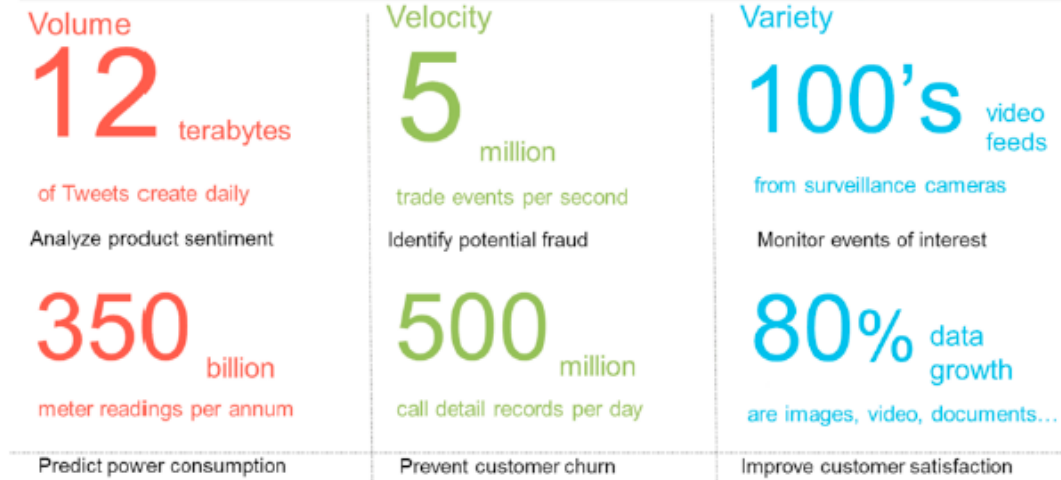 Volume
12 terabytes
of Tweets create daily
Analyze product sentiment
350 billion
meter readings per annum
Predict power consumption
Velocity
5 million
trade events per second
Identify potential fraud
500 million
call detail records per day
Prevent customer churn
Variety
100's video
feeds
from surveillance cameras
Monitor events of interest
80% data
growth
are images, video, documents…
Improve customer satisfaction